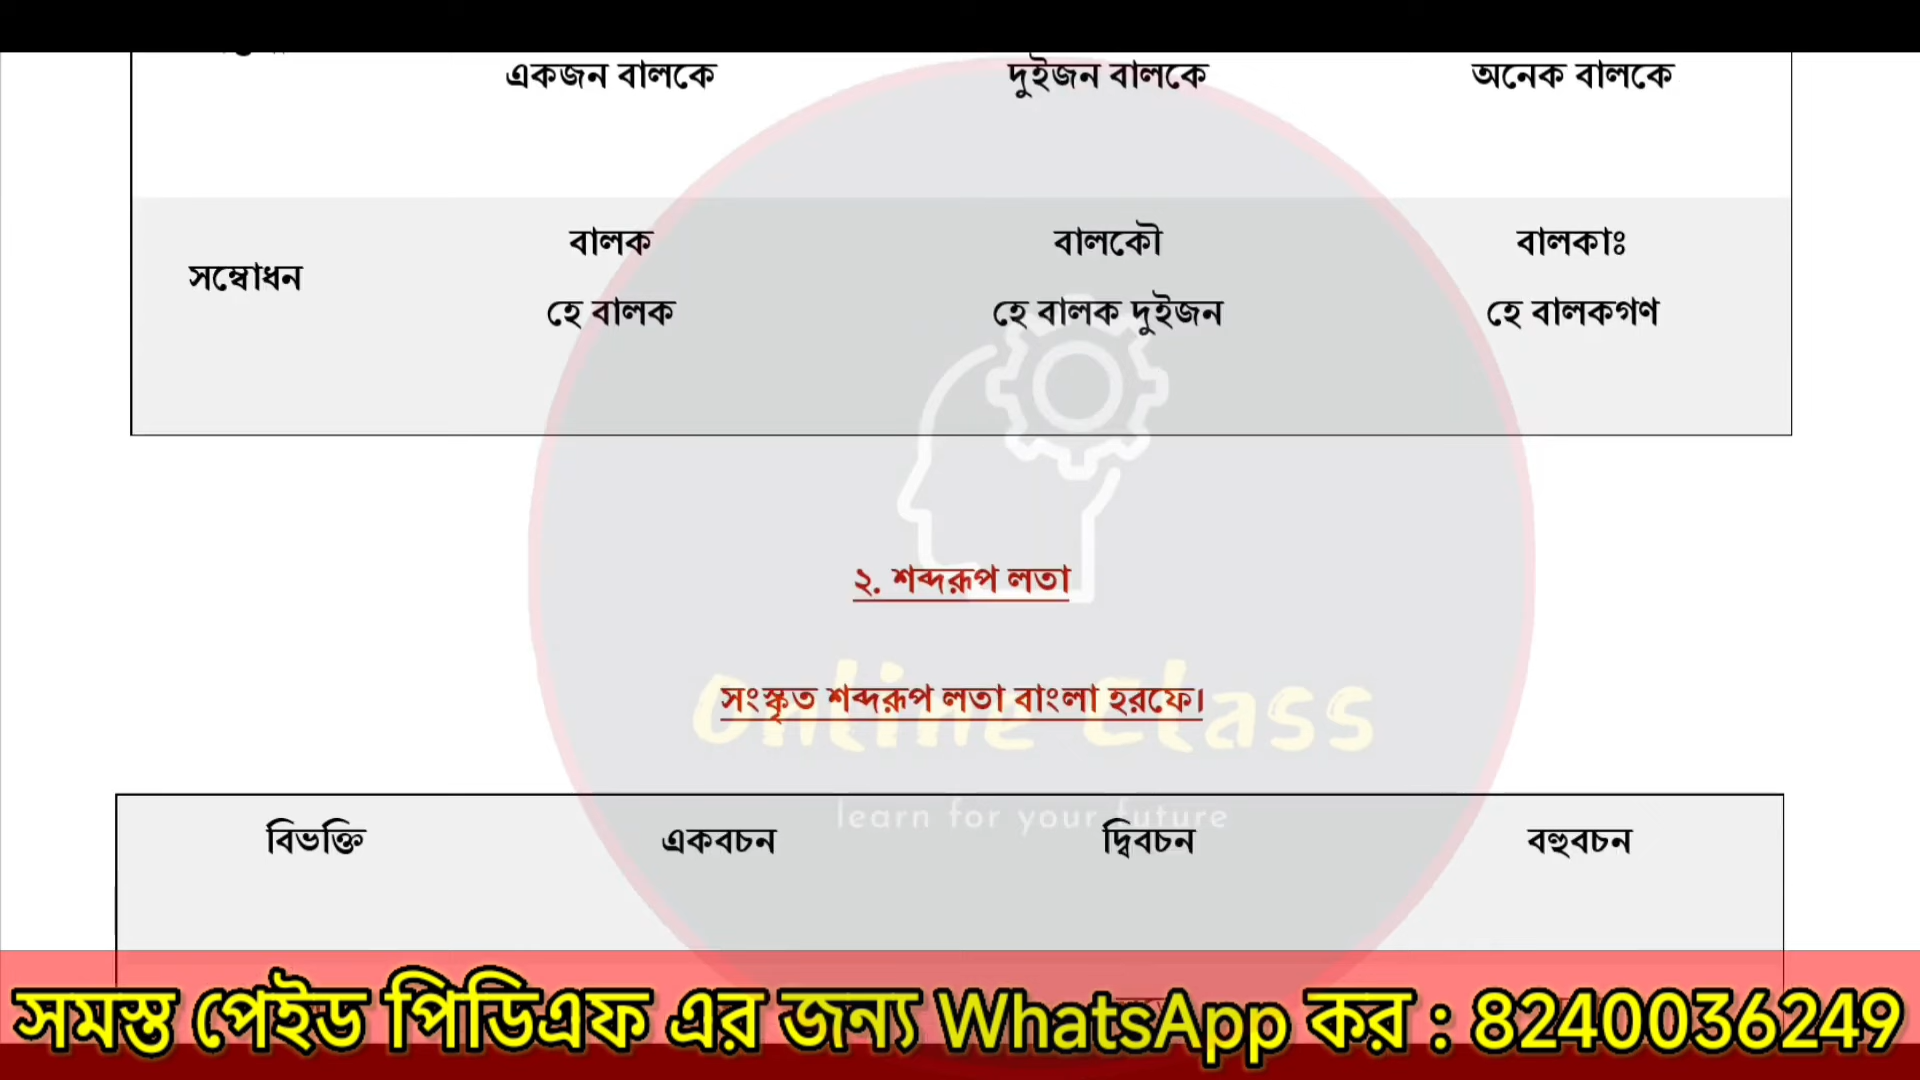 একজন বালকে দুইজন বালকে অনেক বালকে
বালক বালকৌ বালকাঃ
সম্বোধন
হে বালক হে বালক দুইজন হে বালকগণ
২. শব্দরূপ লতা
সংস্কৃত শব্দরূপ লতা বাংলা হরফে।
Online Class
learn for your future
বিভক্তি একবচন দ্বিবচন বহুবচন
সমস্ত পেইড পিডিএফ এর জন্য WhatsApp কর : 8240036249